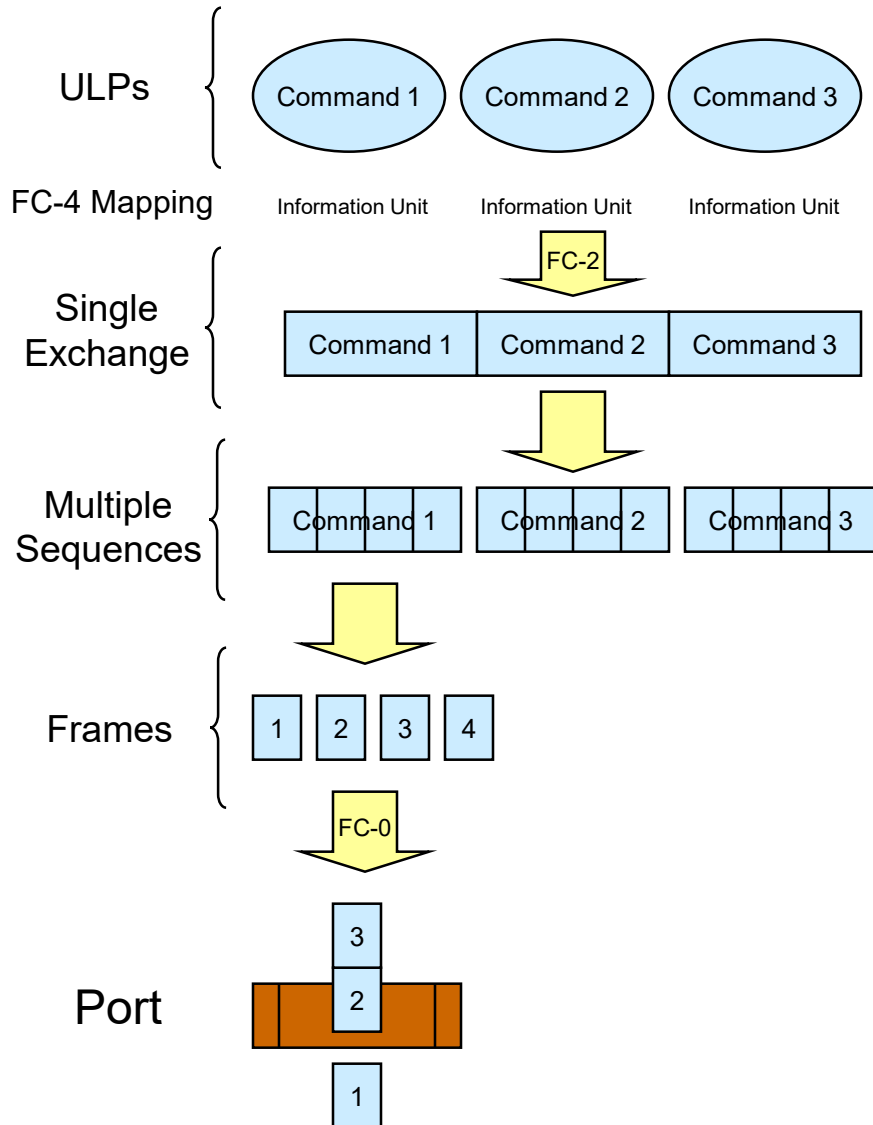 ULPs
Command 1
Command 2
Command 3
FC-4 Mapping
Information Unit
Information Unit
Information Unit
FC-2
Single
Exchange
Command 1
Command 2
Command 3
Multiple
Sequences
Command 1
Command 2
Command 3
Frames
1
2
3
4
FC-0
Port
3
2
1